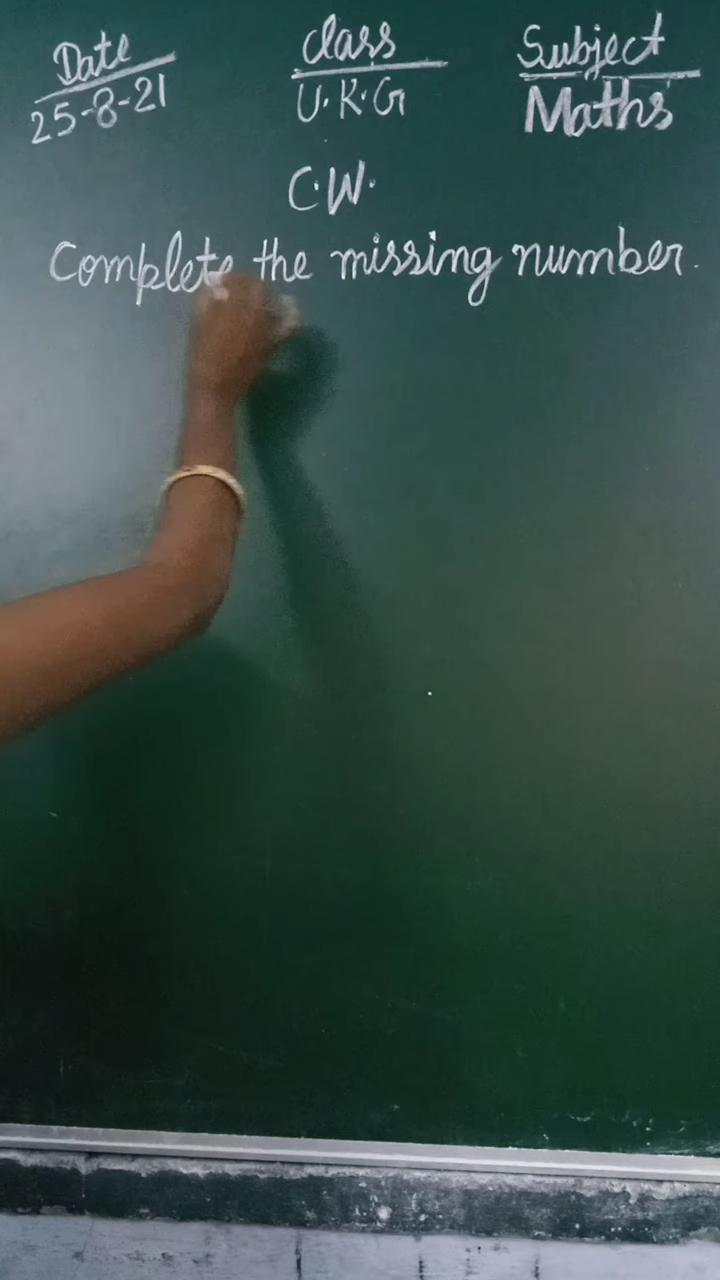 Date class Subject
25-8-21 U.K.G Maths
C.W.
Complete the missing number.